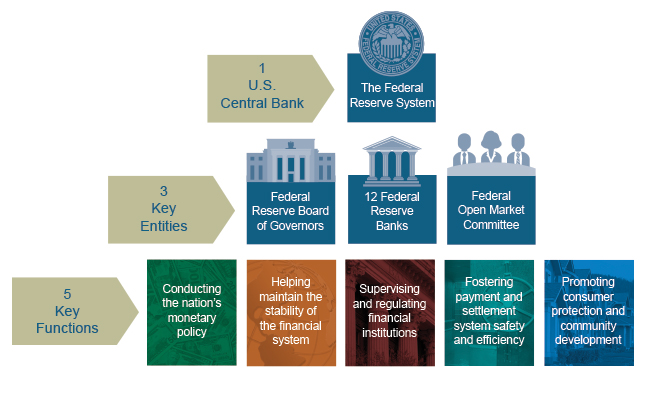 UNITED STATES
FEDERAL RESERVE SYSTEM
1
U.S.
Central Bank
The Federal
Reserve System
3
Key
Entities
Federal
Reserve Board
of Governors
12 Federal
Reserve
Banks
Federal
Open Market
Committee
5
Key
Functions
Conducting
the nation's
monetary
policy
Helping
maintain the
stability of
the financial
system
Supervising
and regulating
financial
institutions
Fostering
payment and
settlement
system safety
and efficiency
Promoting
consumer
protection and
community
development